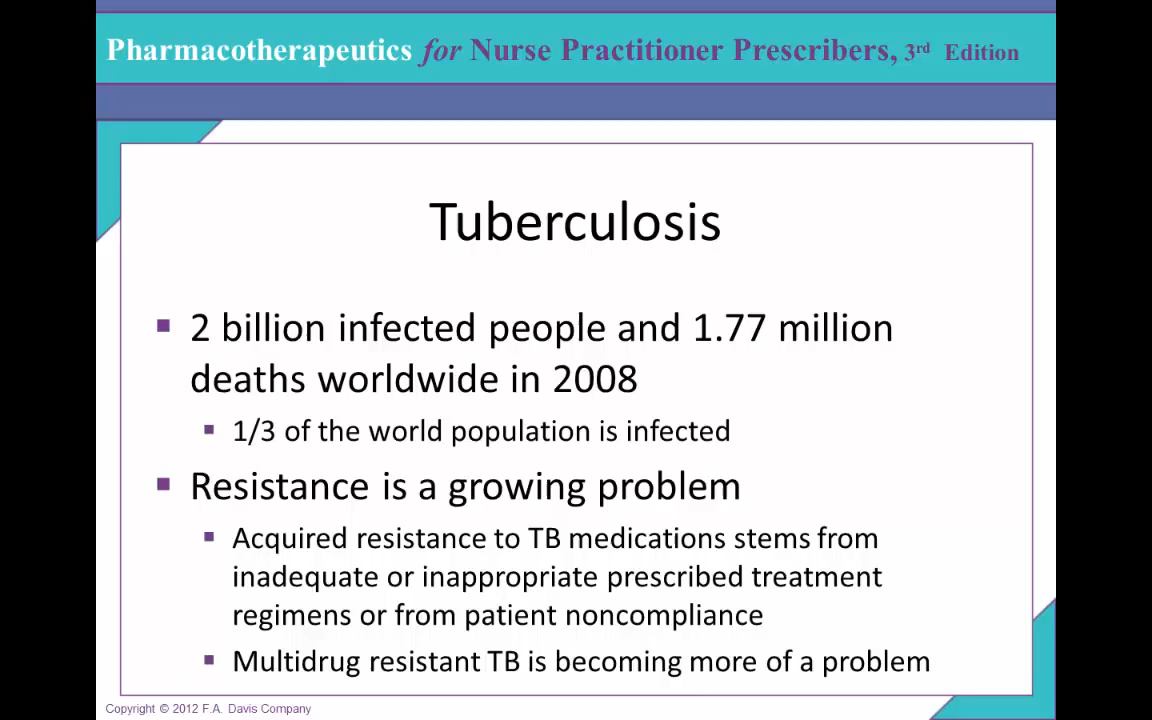 Pharmacotherapeutics for Nurse Practitioner Prescribers, 3rd Edition
Tuberculosis
▪ 2 billion infected people and 1.77 million
deaths worldwide in 2008
▪ 1/3 of the world population is infected
▪ Resistance is a growing problem
▪ Acquired resistance to TB medications stems from
inadequate or inappropriate prescribed treatment
regimens or from patient noncompliance
▪ Multidrug resistant TB is becoming more of a problem
Copyright © 2012 F.A. Davis Company